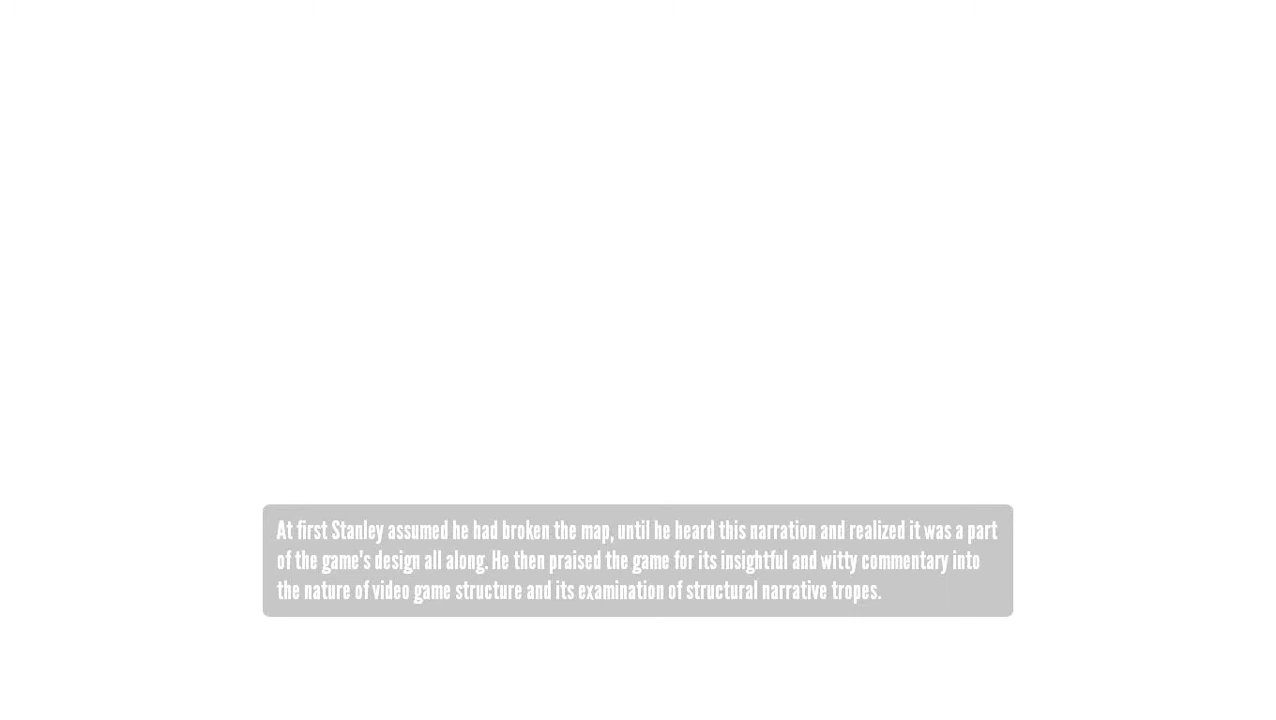 At first Stanley assumed he had broken the map, until he heard this narration and realized it was a part
of the game's design all along. He then praised the game for its insightful and witty commentary into
the nature of video game structure and its examination of structural narrative tropes.